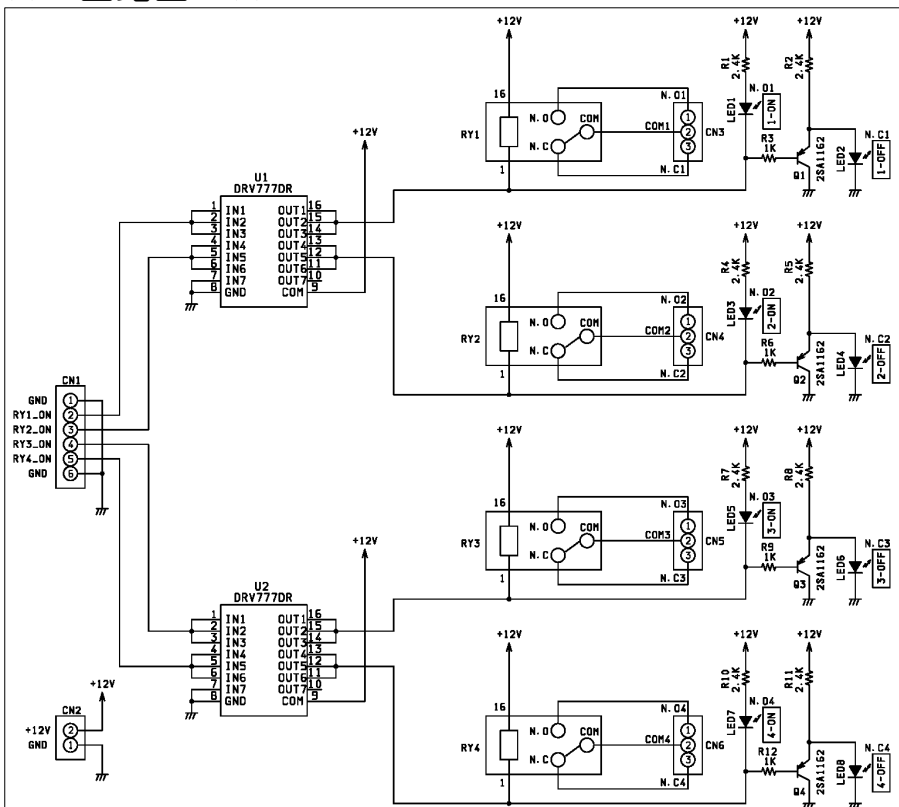 +12V
+12V
+12V
R1
2.4K
R2
2.4K
16
N.O
COM
N.C
RY1
1
N.O1
COM1
1
2
3
CN3
N.C1
LED1
N.O1
1-ON
R3
1K
Q1
2SA1162
LED2
N.C1
1-OFF
+12V
U1
DRV777DR
1 IN1 OUT1 16
2 IN2 OUT2 15
3 IN3 OUT3 14
4 IN4 OUT4 13
5 IN5 OUT5 12
6 IN6 OUT6 11
7 IN7 OUT7 10
8 GND COM 9
+12V
+12V
+12V
R4
2.4K
R5
2.4K
16
N.O
COM
N.C
RY2
1
N.O2
COM2
1
2
3
CN4
N.C2
LED3
N.O2
2-ON
R6
1K
Q2
2SA1162
LED4
N.C2
2-OFF
CN1
GND 1
RY1_ON 2
RY2_ON 3
RY3_ON 4
RY4_ON 5
GND 6
+12V
+12V
+12V
R7
2.4K
R8
2.4K
16
N.O
COM
N.C
RY3
1
N.O3
COM3
1
2
3
CN5
N.C3
LED5
N.O3
3-ON
R9
1K
Q3
2SA1162
LED6
N.C3
3-OFF
+12V
U2
DRV777DR
1 IN1 OUT1 16
2 IN2 OUT2 15
3 IN3 OUT3 14
4 IN4 OUT4 13
5 IN5 OUT5 12
6 IN6 OUT6 11
7 IN7 OUT7 10
8 GND COM 9
+12V
+12V
+12V
R10
2.4K
R11
2.4K
16
N.O
COM
N.C
RY4
1
N.O4
COM4
1
2
3
CN6
N.C4
LED7
N.O4
4-ON
R12
1K
Q4
2SA1162
LED8
N.C4
4-OFF
+12V
CN2
+12V 2
GND 1